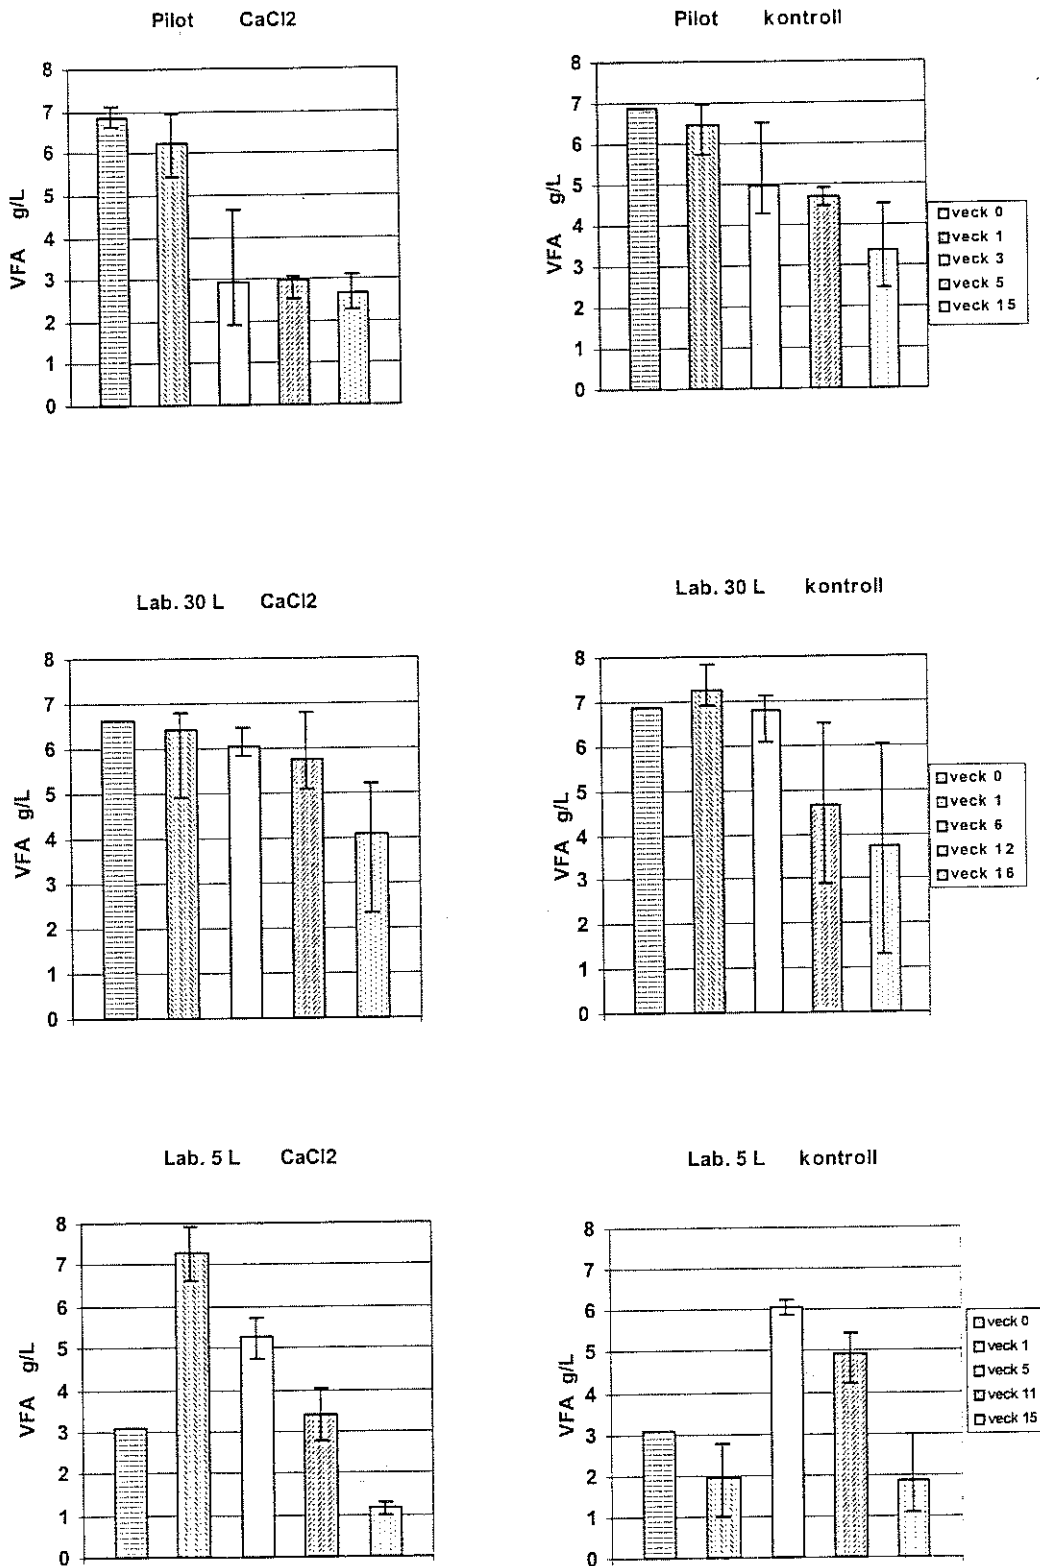 Pilot CaCl2
8
7
6
5
4
3
2
1
0
VFA g/L
Pilot kontroll
8
7
6
5
4
3
2
1
0
VFA g/L
veck 0
veck 1
veck 3
veck 5
veck 15
Lab. 30 L CaCl2
8
7
6
5
4
3
2
1
0
VFA g/L
Lab. 30 L kontroll
8
7
6
5
4
3
2
1
0
VFA g/L
veck 0
veck 1
veck 6
veck 12
veck 16
Lab. 5 L CaCl2
8
7
6
5
4
3
2
1
0
VFA g/L
Lab. 5 L kontroll
8
7
6
5
4
3
2
1
0
VFA g/L
veck 0
veck 1
veck 5
veck 11
veck 15